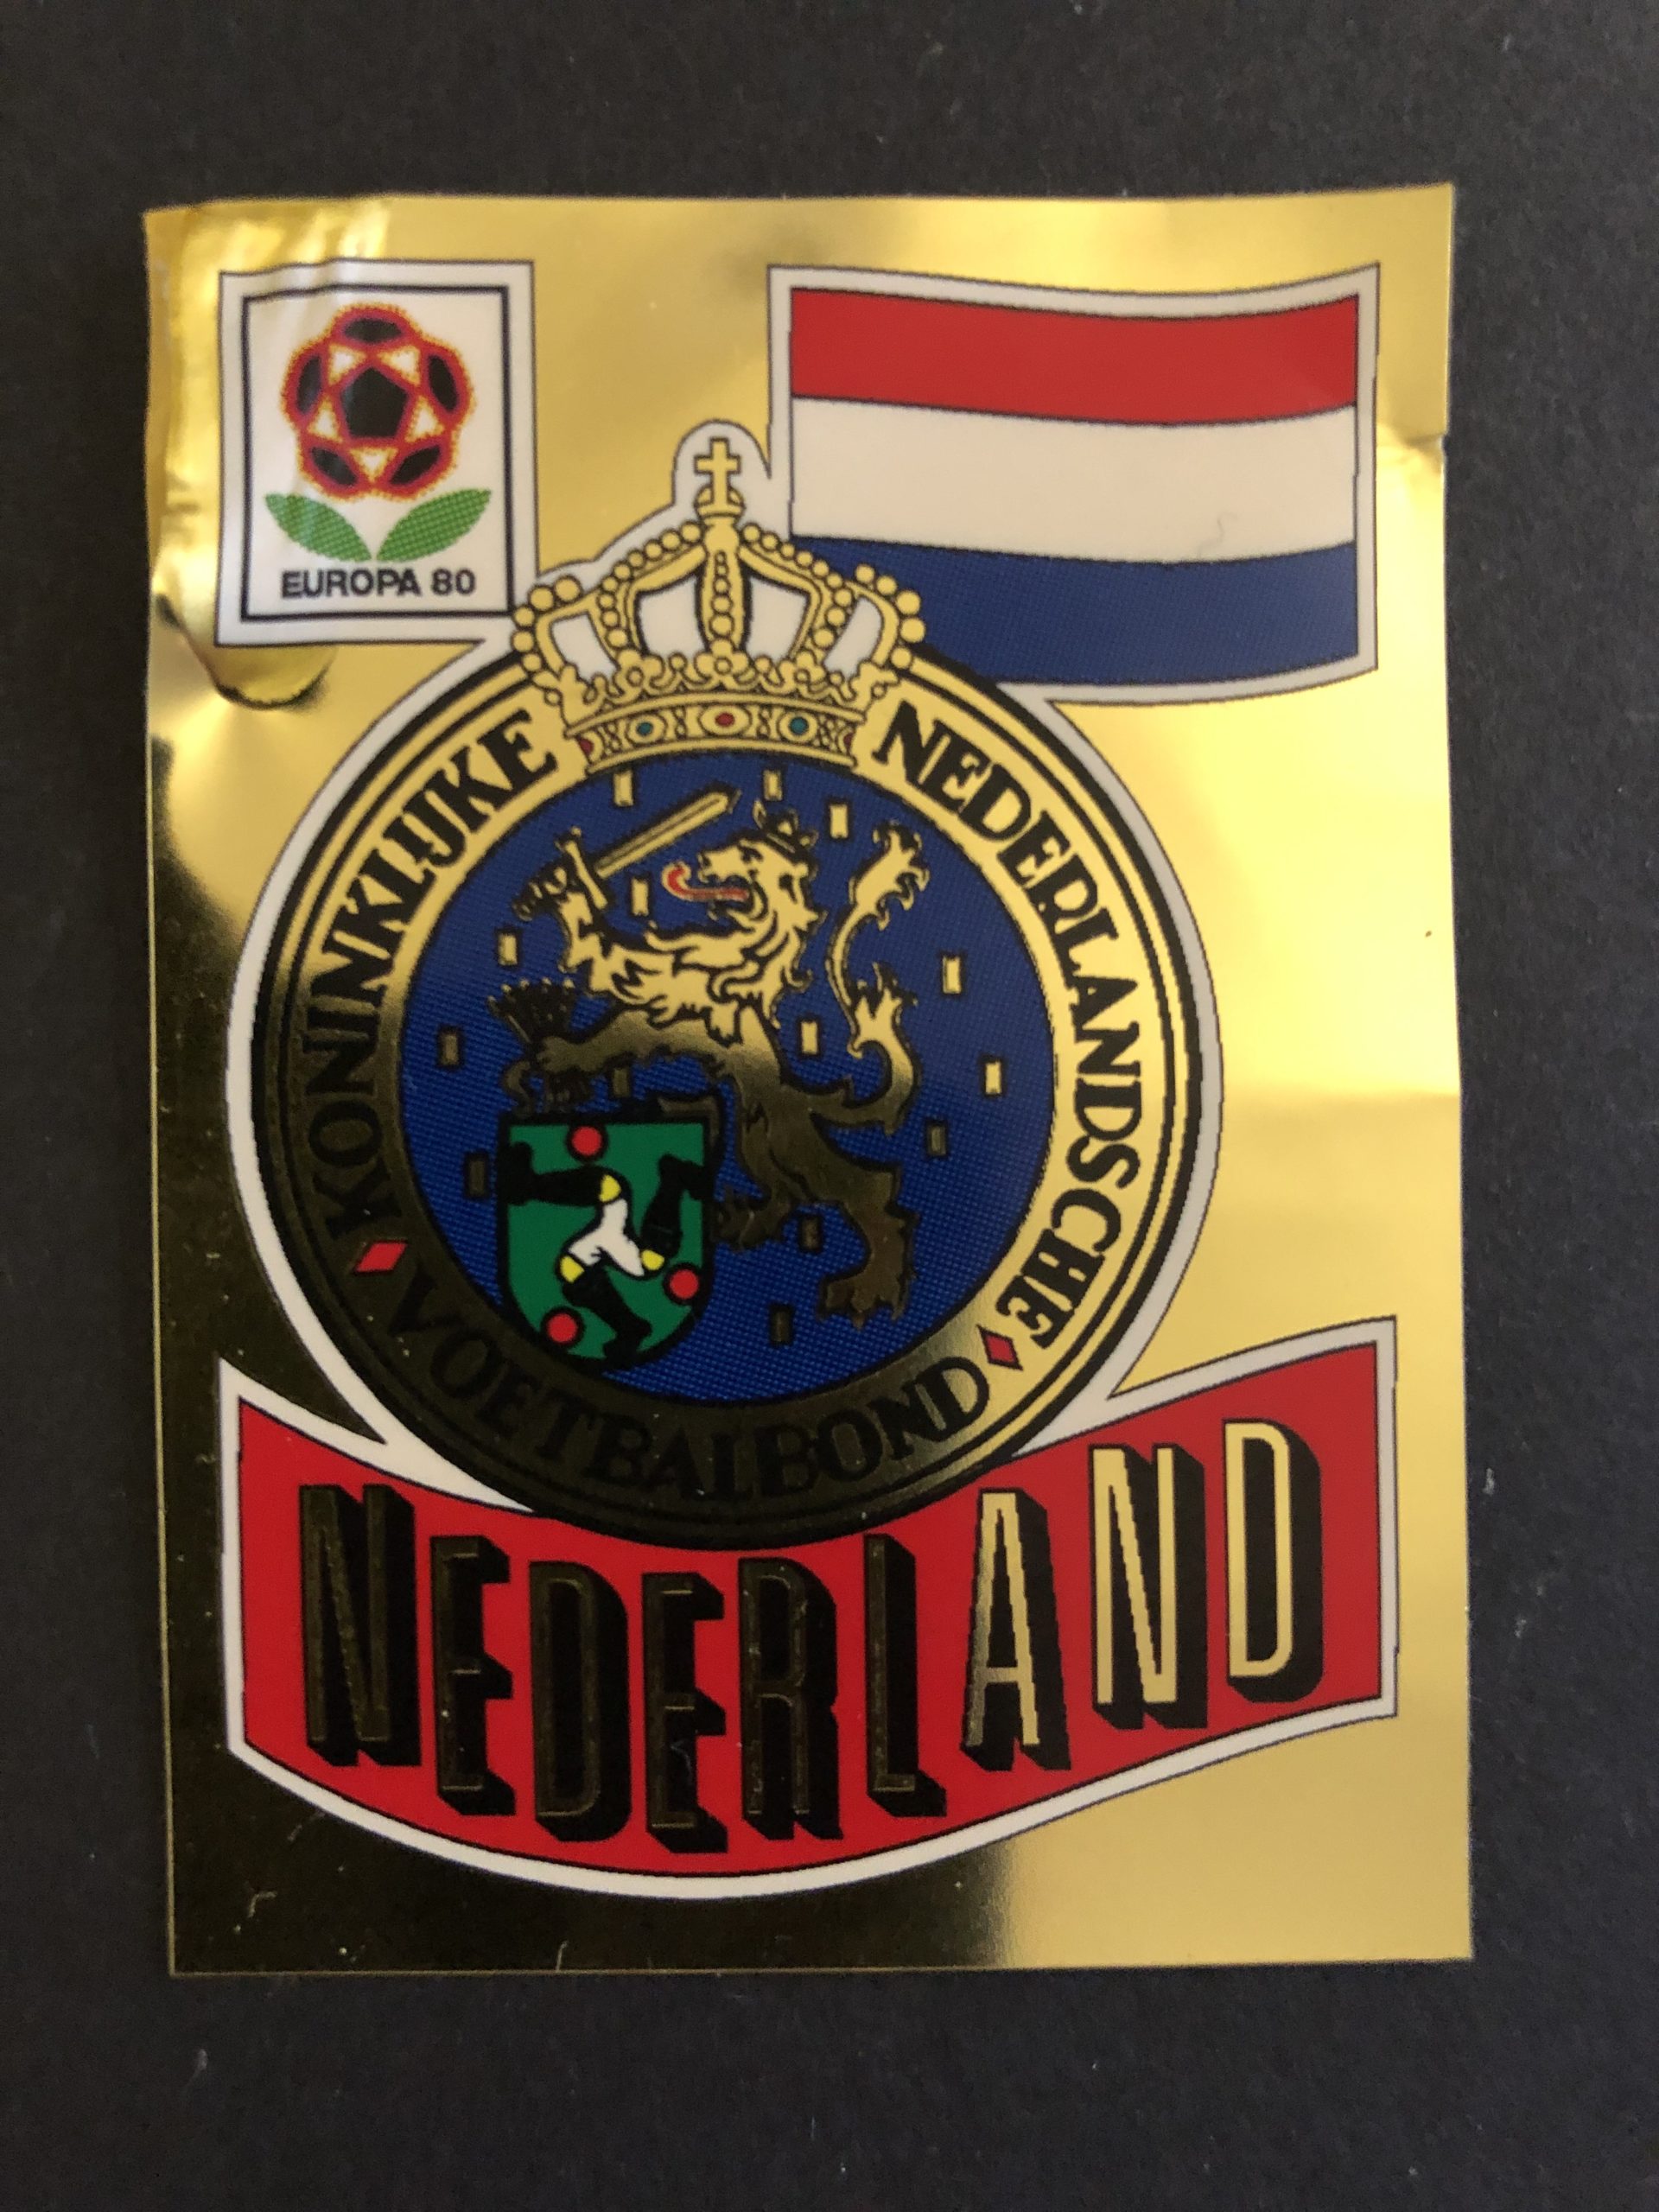 EUROPA 80
KONINKLIJKE NEDERLANDSCHE
VOETBALBOND
NEDERLAND